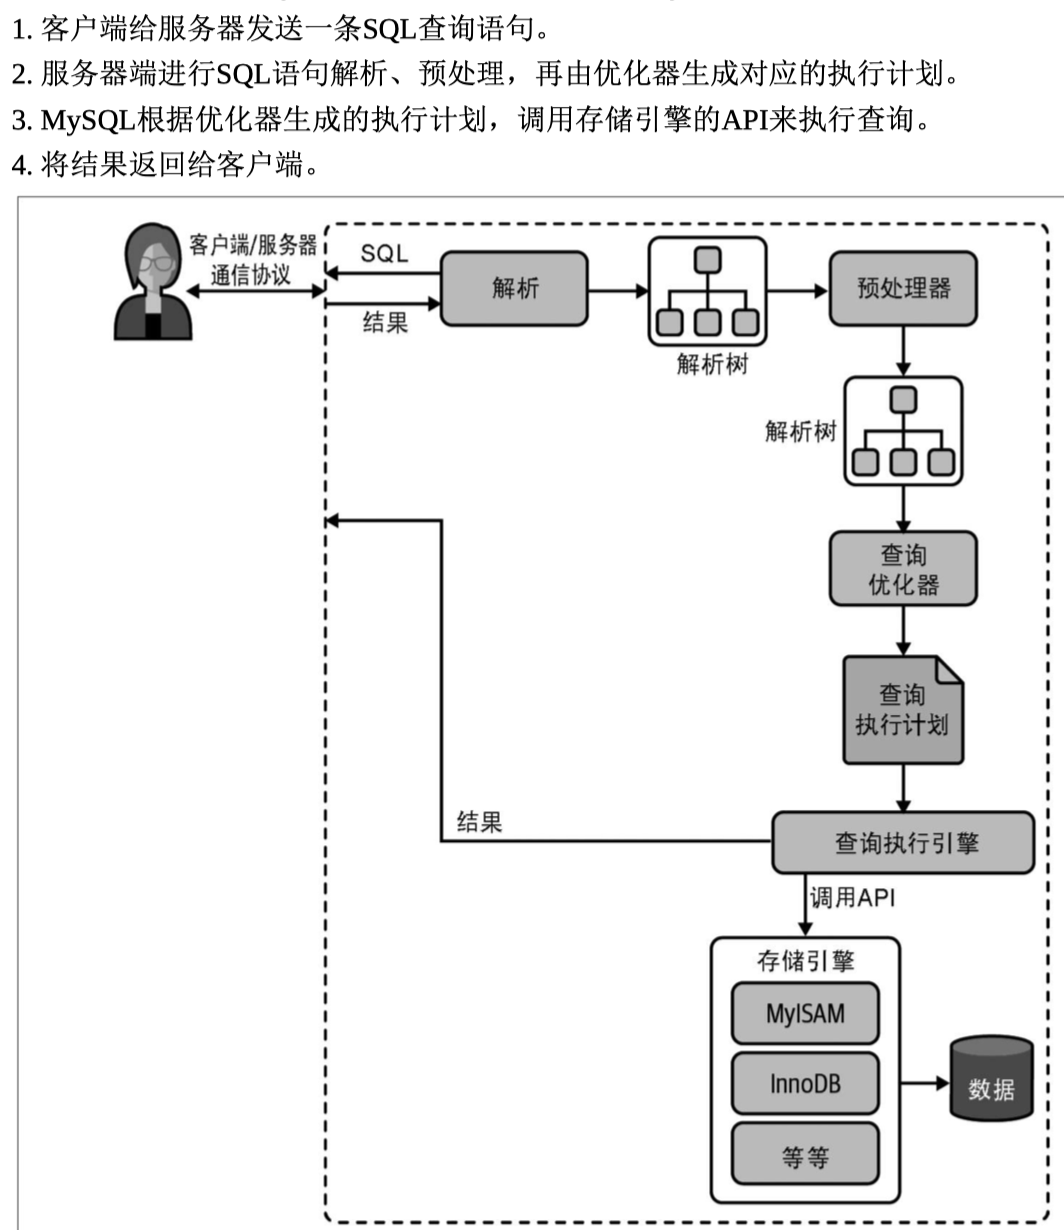 1. 客户端给服务器发送一条SQL查询语句。
2. 服务器端进行SQL语句解析、预处理，再由优化器生成对应的执行计划。
3. MySQL根据优化器生成的执行计划，调用存储引擎的API来执行查询。
4. 将结果返回给客户端。
客户端/服务器
通信协议
SQL
结果
解析
解析树
预处理器
解析树
查询
优化器
查询
执行计划
结果
查询执行引擎
调用API
存储引擎
MyISAM
InnoDB
等等
数据